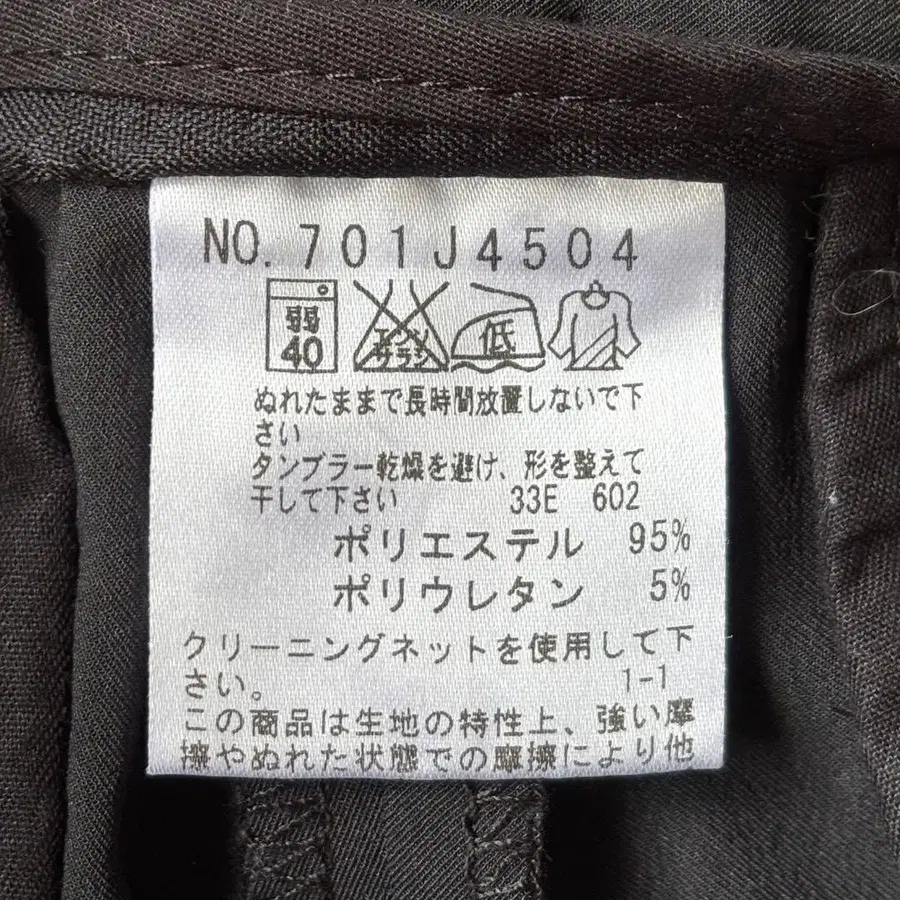 NO. 701J4504
弱
40
エンソ
サラシ
低
ぬれたままで長時間放置しないで下
さい
タンブラー乾燥を避け、形を整えて
干して下さい 33E 602
ポリエステル 95%
ポリウレタン 5%
クリーニングネットを使用して下
さい。 1-1
この商品は生地の特性上、強い摩
擦やぬれた状態での摩擦により他